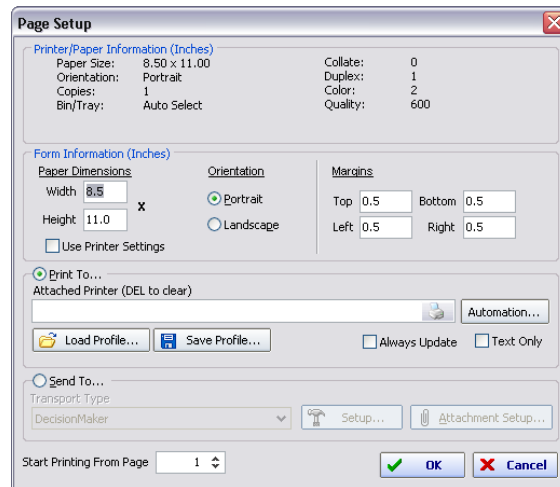 Page Setup
Printer/Paper Information (Inches)
Paper Size: 8.50 x 11.00 Collate: 0
Orientation: Portrait Duplex: 1
Copies: 1 Color: 2
Bin/Tray: Auto Select Quality: 600
Form Information (Inches)
Paper Dimensions Orientation Margins
Width 8.5 x Portrait Top 0.5 Bottom 0.5
Height 11.0 Landscape Left 0.5 Right 0.5
Use Printer Settings
Print To...
Attached Printer (DEL to clear)
Automation...
Load Profile... Save Profile... Always Update Text Only
Send To...
Transport Type
DecisionMaker Setup... Attachment Setup...
Start Printing From Page 1 OK Cancel